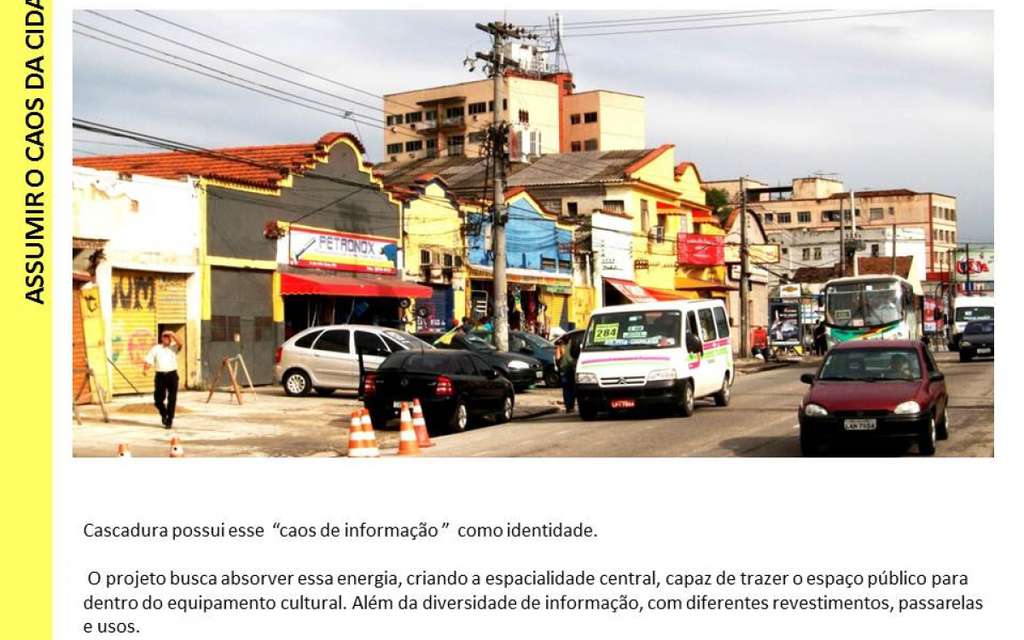 ASSUMIR O CAOS DA CIDA
PETRONOX
284
Cascadura possui esse “caos de informação ” como identidade.
O projeto busca absorver essa energia, criando a espacialidade central, capaz de trazer o espaço público para
dentro do equipamento cultural. Além da diversidade de informação, com diferentes revestimentos, passarelas
e usos.